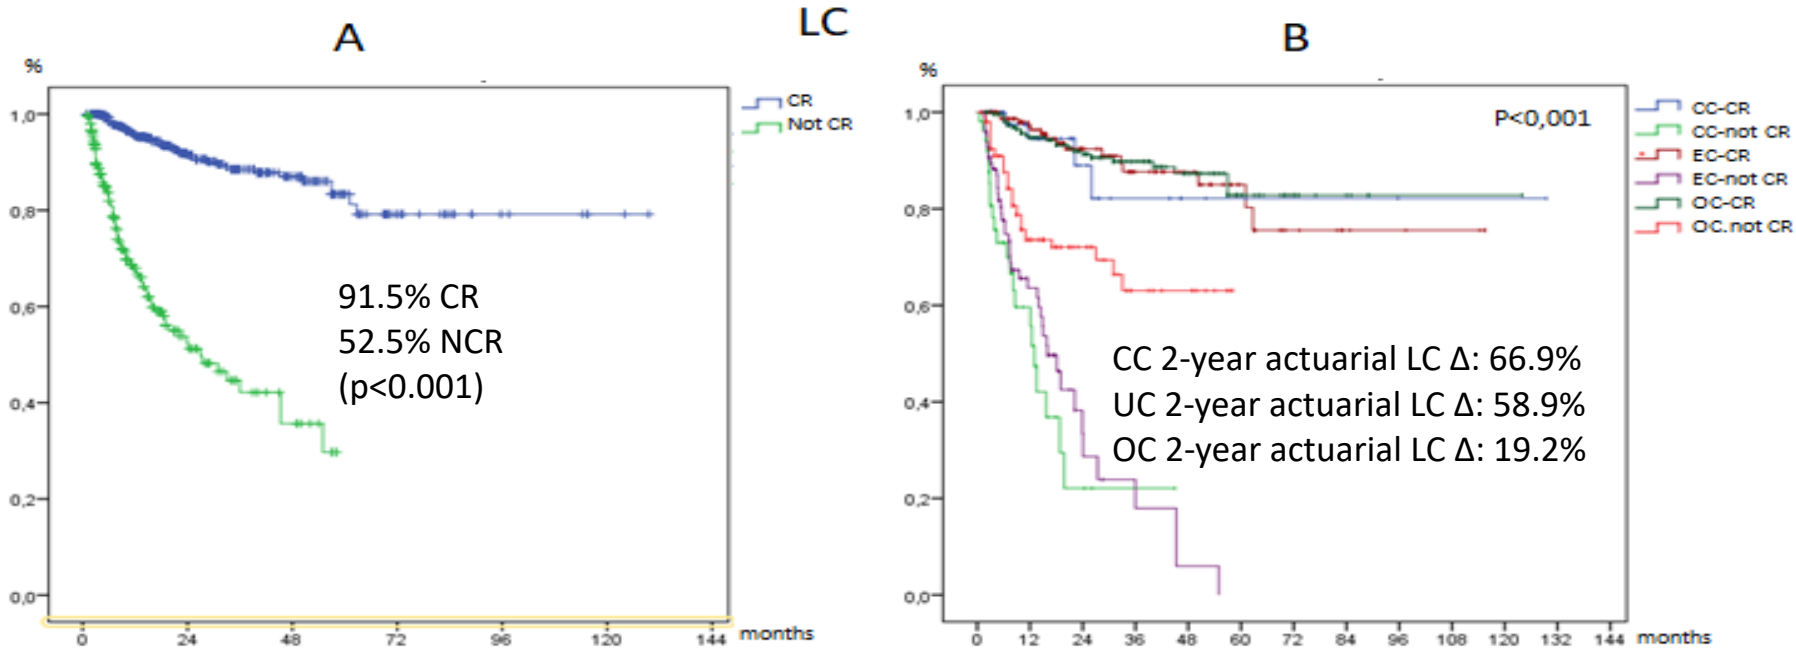 LC
A
%
1,0
0,8
0,6
0,4
0,2
0,0
0 24 48 72 96 120 144 months
CR
Not CR
91.5% CR
52.5% NCR
(p<0.001)
B
%
1,0
0,8
0,6
0,4
0,2
0,0
0 12 24 36 48 60 72 84 96 108 120 132 144 months
P<0,001
CC-CR
CC-not CR
EC-CR
EC-not CR
OC-CR
OC.not CR
CC 2-year actuarial LC Δ: 66.9%
UC 2-year actuarial LC Δ: 58.9%
OC 2-year actuarial LC Δ: 19.2%